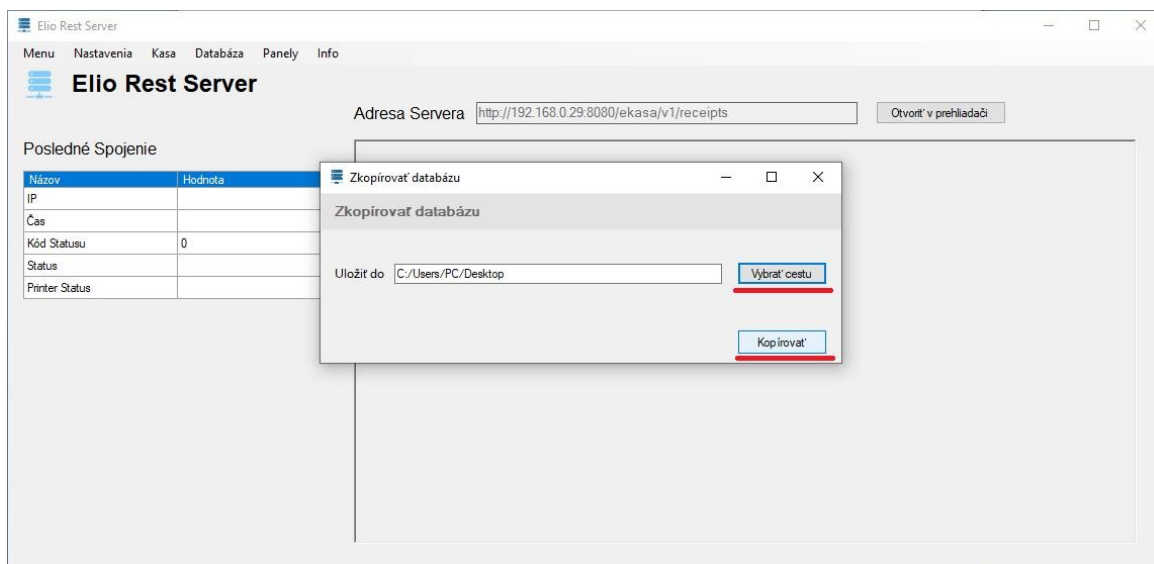 Elio Rest Server
Menu Nastavenia Kasa Databáza Panely Info
Elio Rest Server
Adresa Servera http://192.168.0.29:8080/ekasa/v1/receipts Otvoriť v prehliadači
Posledné Spojenie
Názov Hodnota
IP
Čas
Kód Statusu 0
Status
Printer Status
Zkopírovať databázu
Zkopírovať databázu
Uložiť do C:/Users/PC/Desktop Vybrať cestu
Kopírovať